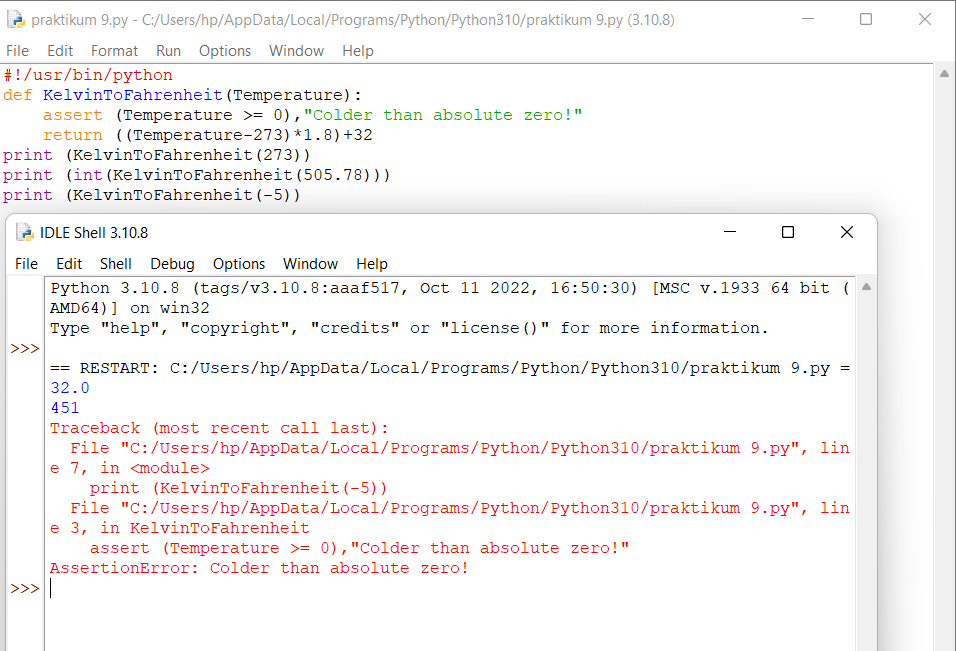 praktikum 9.py - C:/Users/hp/AppData/Local/Programs/Python/Python310/praktikum 9.py (3.10.8)
File Edit Format Run Options Window Help
#!/usr/bin/python
def KelvinToFahrenheit(Temperature):
    assert (Temperature >= 0),"Colder than absolute zero!"
    return ((Temperature-273)*1.8)+32
print (KelvinToFahrenheit(273))
print (int(KelvinToFahrenheit(505.78)))
print (KelvinToFahrenheit(-5))
IDLE Shell 3.10.8
File Edit Shell Debug Options Window Help
Python 3.10.8 (tags/v3.10.8:aaaf517, Oct 11 2022, 16:50:30) [MSC v.1933 64 bit (
AMD64)] on win32
Type "help", "copyright", "credits" or "license()" for more information.
>>>
== RESTART: C:/Users/hp/AppData/Local/Programs/Python/Python310/praktikum 9.py =
32.0
451
Traceback (most recent call last):
  File "C:/Users/hp/AppData/Local/Programs/Python/Python310/praktikum 9.py", lin
e 7, in <module>
    print (KelvinToFahrenheit(-5))
  File "C:/Users/hp/AppData/Local/Programs/Python/Python310/praktikum 9.py", lin
e 3, in KelvinToFahrenheit
    assert (Temperature >= 0),"Colder than absolute zero!"
AssertionError: Colder than absolute zero!
>>>